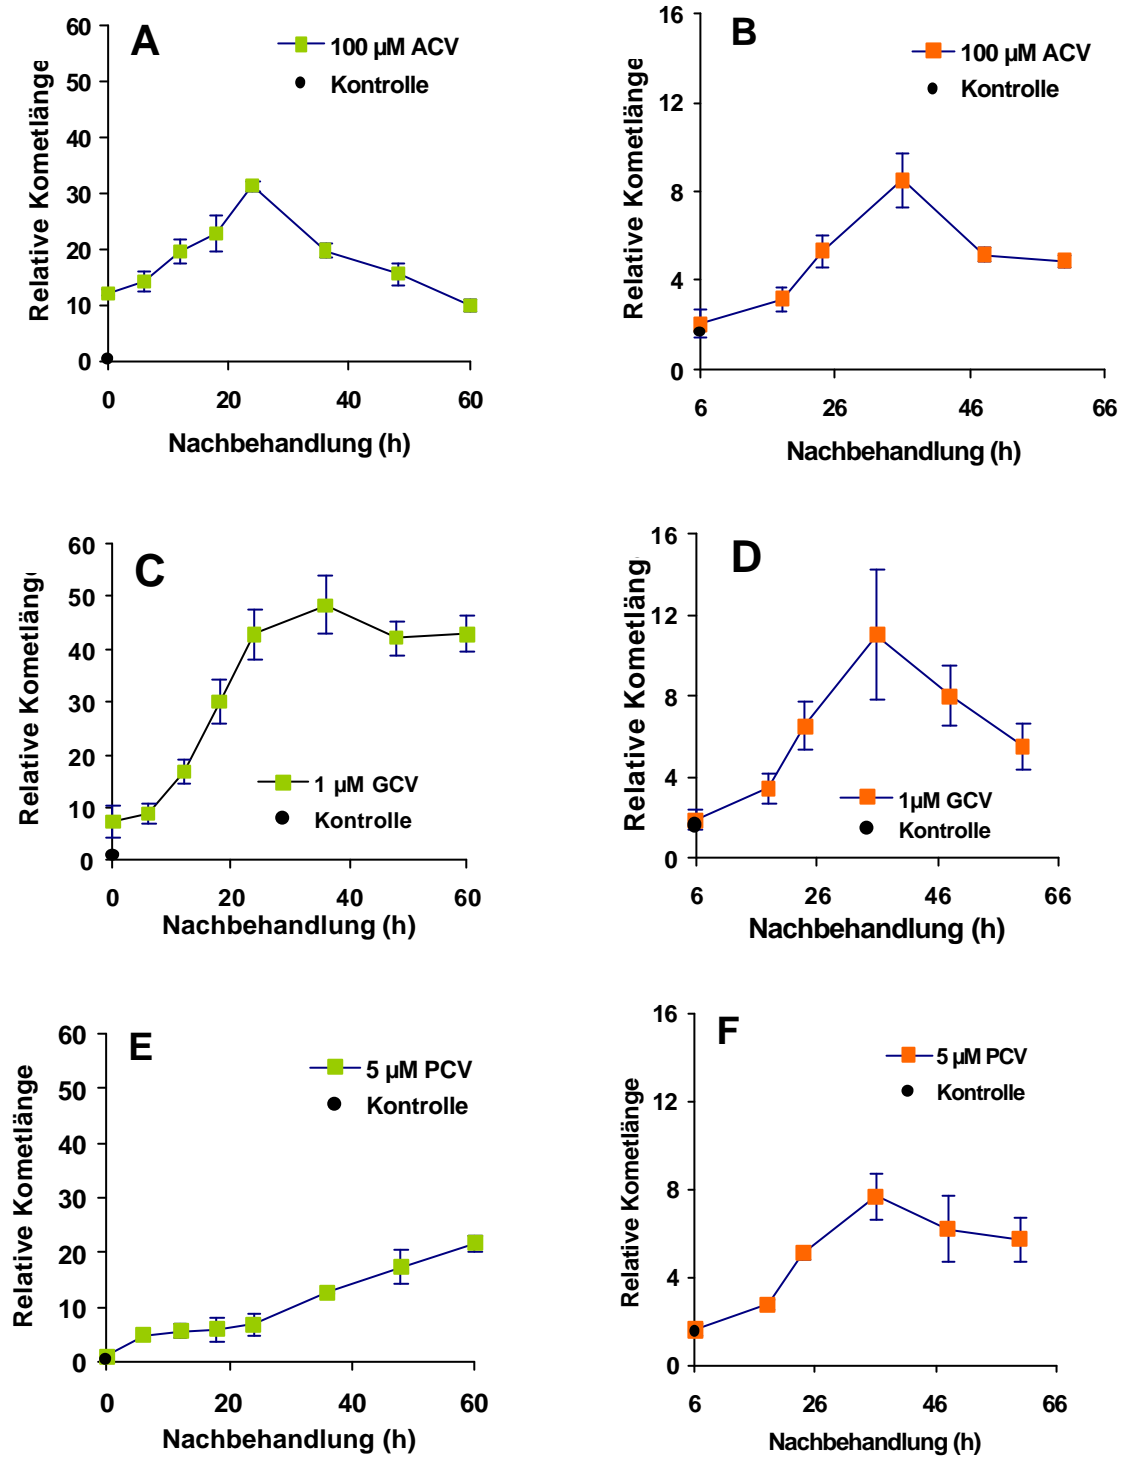 A
100 µM ACV
Kontrolle
Relative Kometlänge
60
50
40
30
20
10
0
0 20 40 60
Nachbehandlung (h)
B
100 µM ACV
Kontrolle
Relative Kometlänge
16
12
8
4
0
6 26 46 66
Nachbehandlung (h)
C
1 µM GCV
Kontrolle
Relative Kometläng
60
50
40
30
20
10
0
0 20 40 60
Nachbehandlung (h)
D
1µM GCV
Kontrolle
Relative Kometläng
16
12
8
4
0
6 26 46 66
Nachbehandlung (h)
E
5 µM PCV
Kontrolle
Relative Kometlänge
60
50
40
30
20
10
0
0 20 40 60
Nachbehandlung (h)
F
5 µM PCV
Kontrolle
Relative Kometlänge
16
12
8
4
0
6 26 46 66
Nachbehandlung (h)